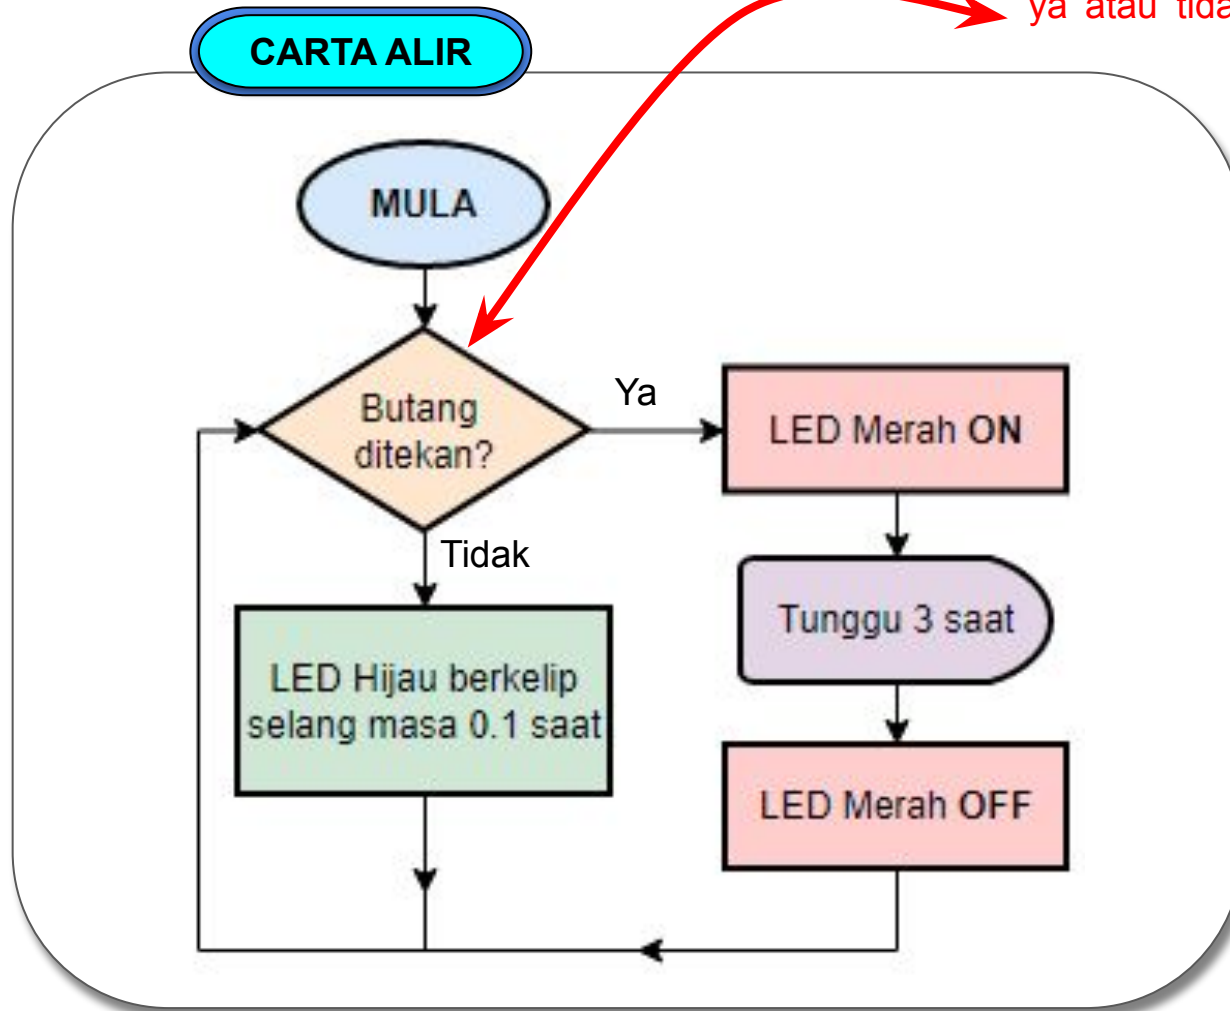 ya atau
CARTA ALIR
MULA
Butang
ditekan?
Ya
LED Merah ON
Tidak
Tunggu 3 saat
LED Hijau berkelip
selang masa 0.1 saat
LED Merah OFF